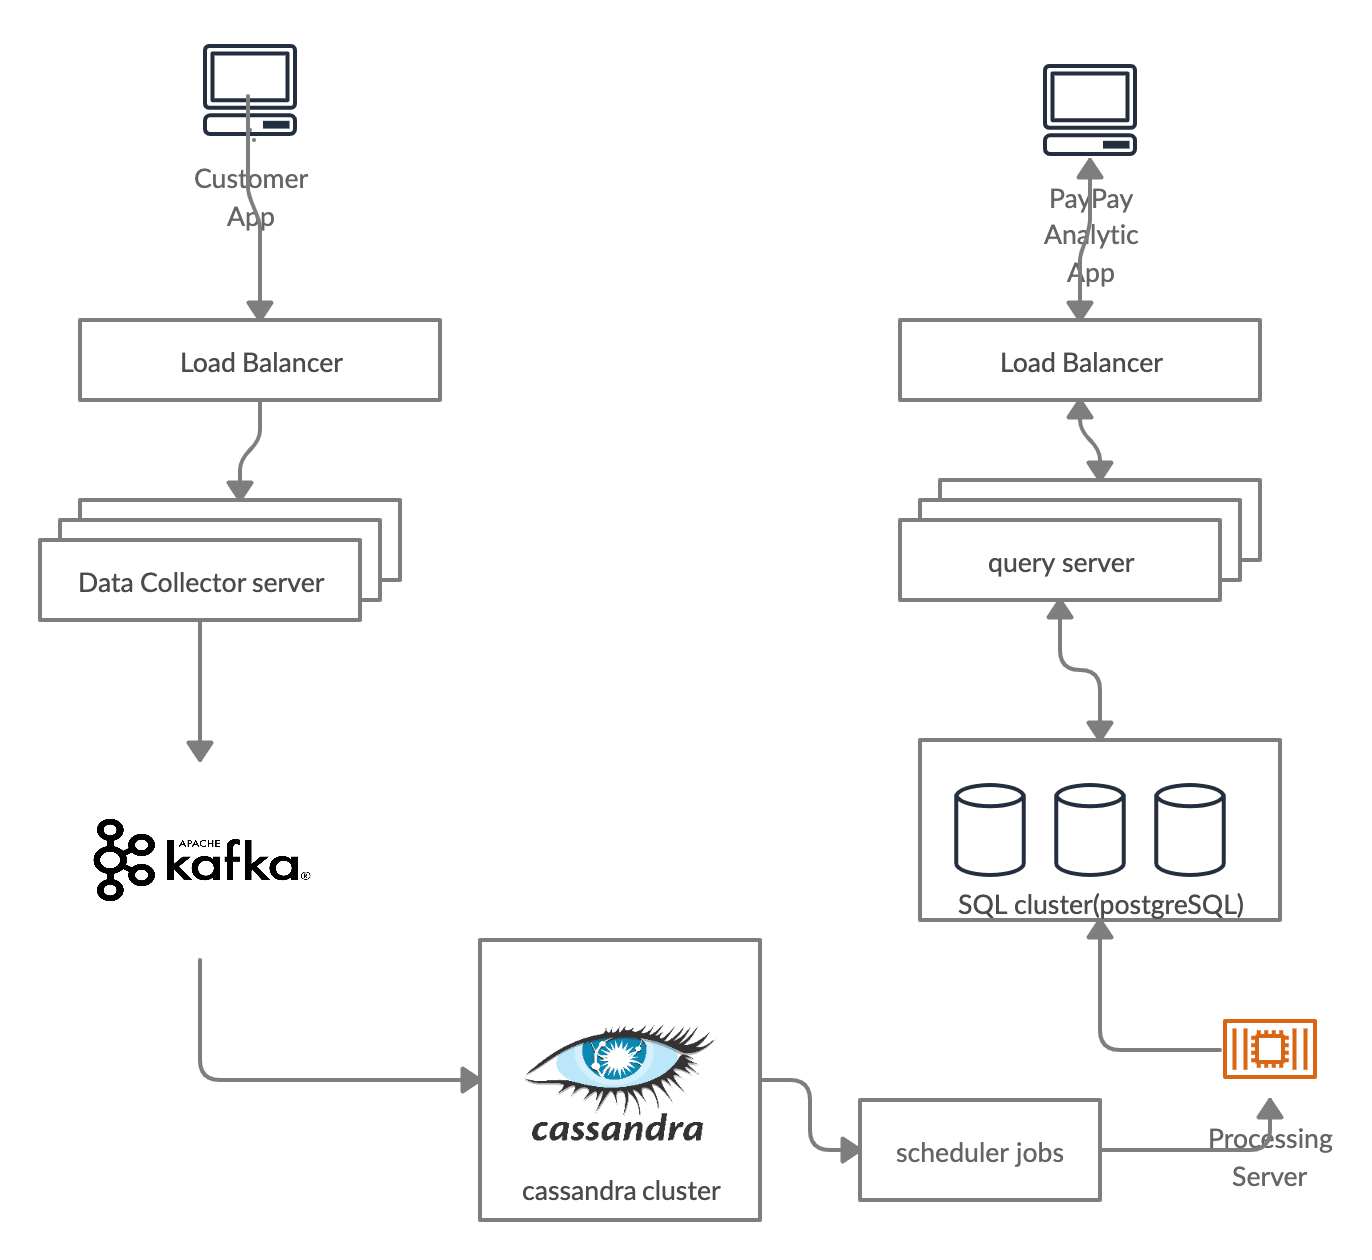 Customer
App
PayPay
Analytic
App
Load Balancer
Load Balancer
Data Collector server
query server
APACHE
kafka®
SQL cluster(postgreSQL)
cassandra
cassandra cluster
scheduler jobs
Processing
Server